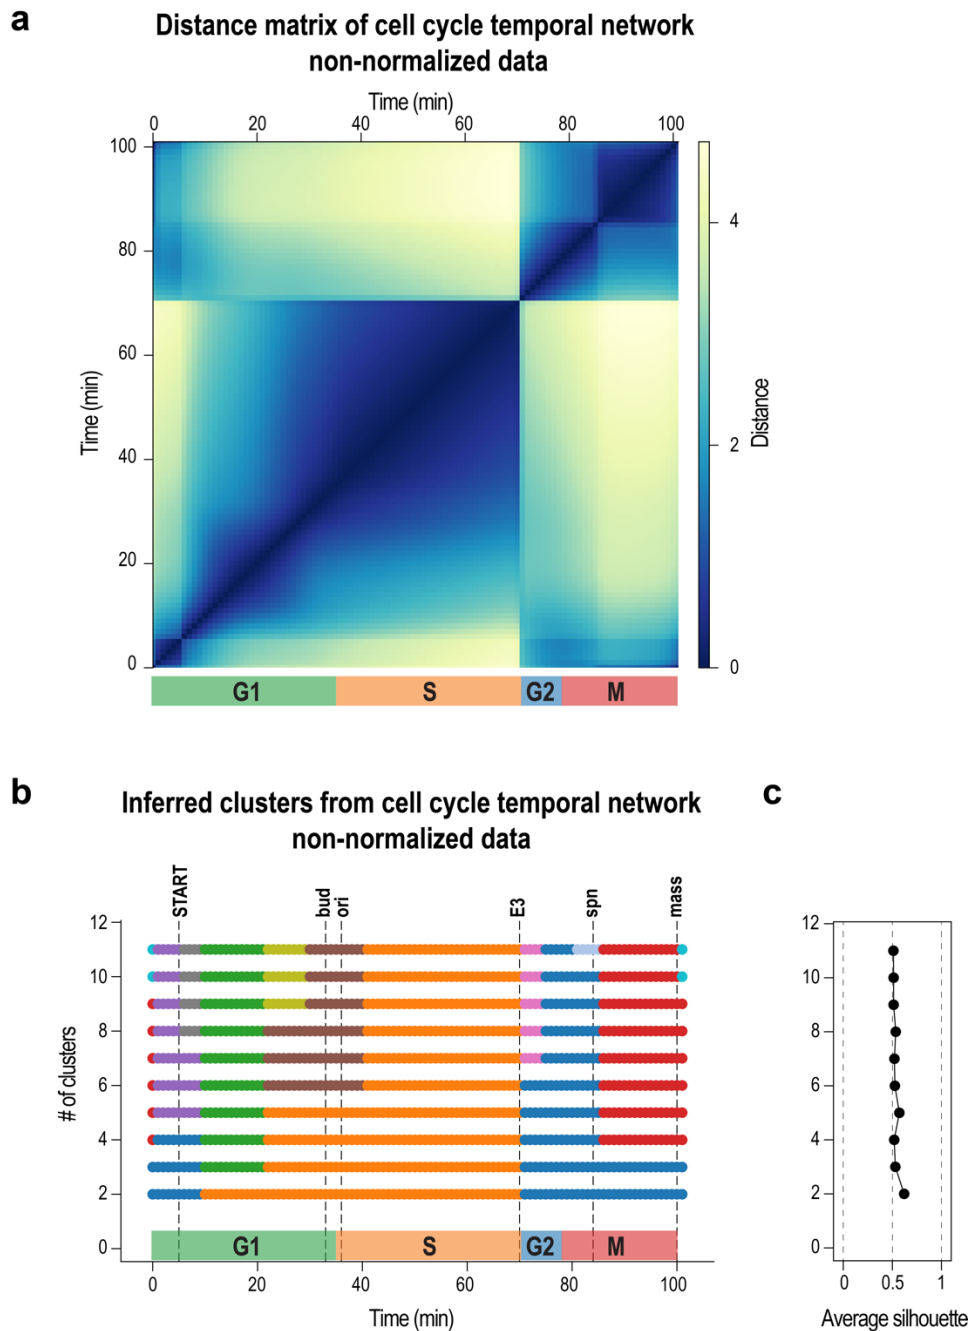 a
Distance matrix of cell cycle temporal network
non-normalized data
Time (min)
0 20 40 60 80 100
100
80
60
40
20
0
Time (min)
4
2
0
Distance
G1 S G2 M
b
Inferred clusters from cell cycle temporal network
non-normalized data
START bud ori E3 spn mass
12
10
8
6
4
2
0
# of clusters
G1 S G2 M
0 20 40 60 80 100
Time (min)
c
12
10
8
6
4
2
0
0 0.5 1
Average silhouette